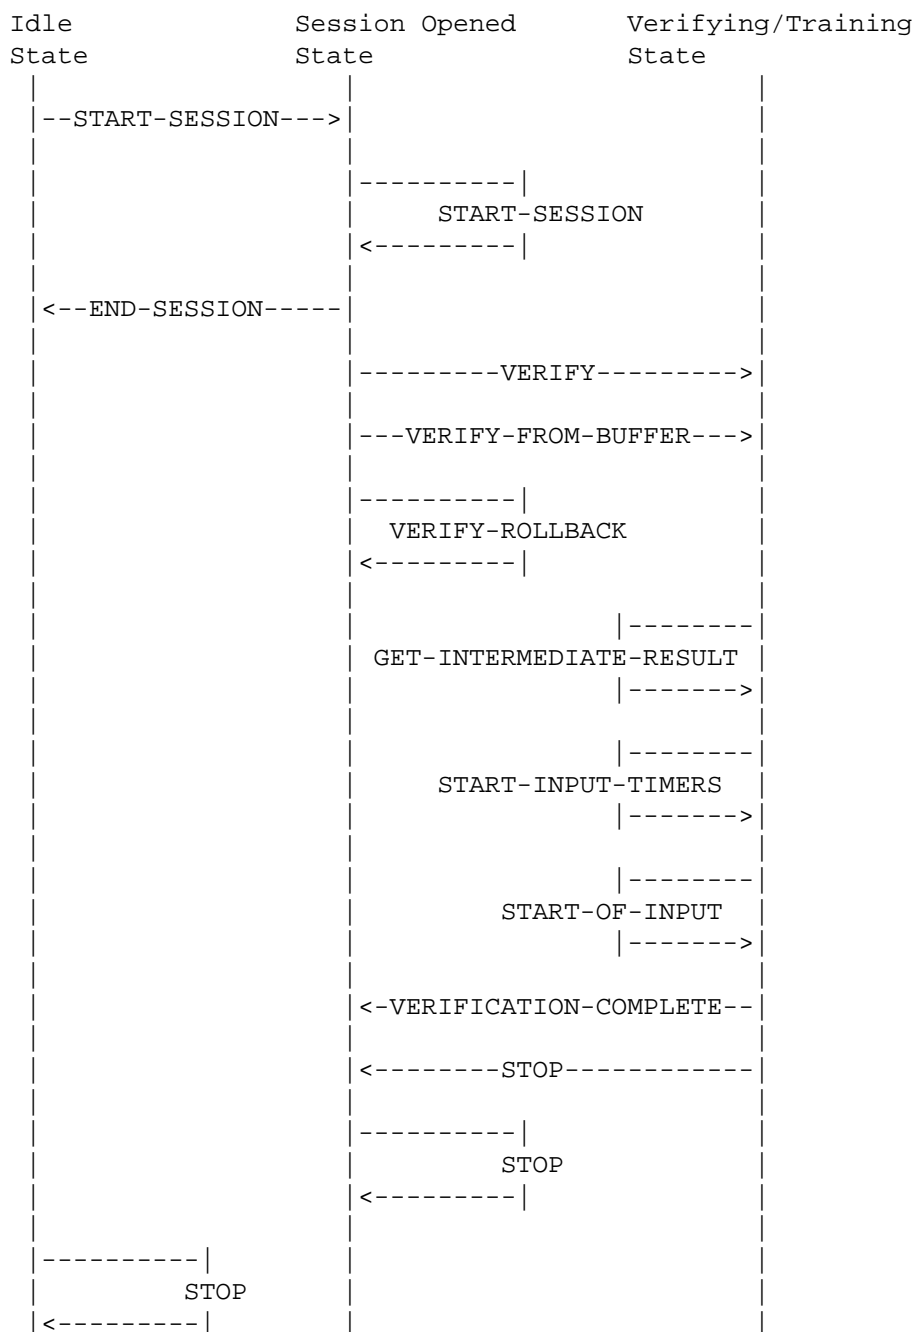 Idle Session Opened Verifying/Training
State State State
--START-SESSION--->
START-SESSION
<--END-SESSION-----
---------VERIFY--------->
---VERIFY-FROM-BUFFER--->
VERIFY-ROLLBACK
GET-INTERMEDIATE-RESULT
START-INPUT-TIMERS
START-OF-INPUT
<-VERIFICATION-COMPLETE--
<--------STOP------------
STOP
STOP